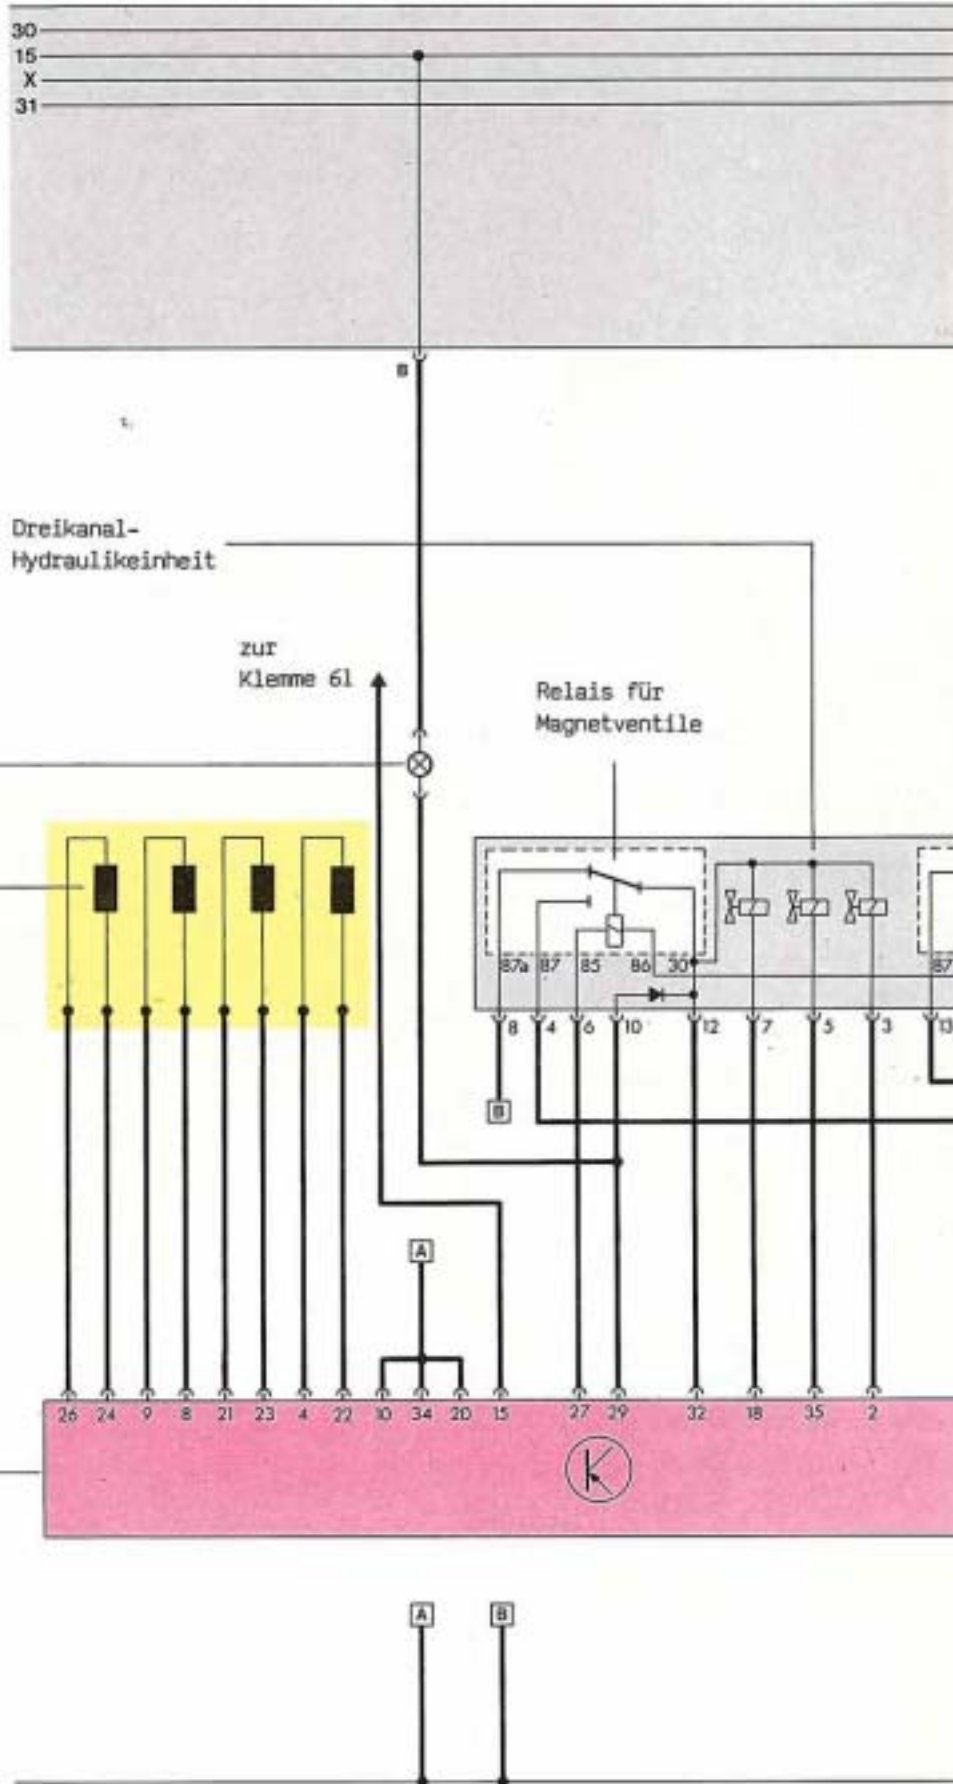 30
15
X
31
B
Dreikanal-
Hydraulikeinheit
zur
Klemme 61
Relais für
Magnetventile
87a 87 85 86 30 87
8 4 6 10 12 7 5 3 13
B
A
26 24 9 8 21 23 4 22 10 34 20 15 27 29 32 18 35 2
A B